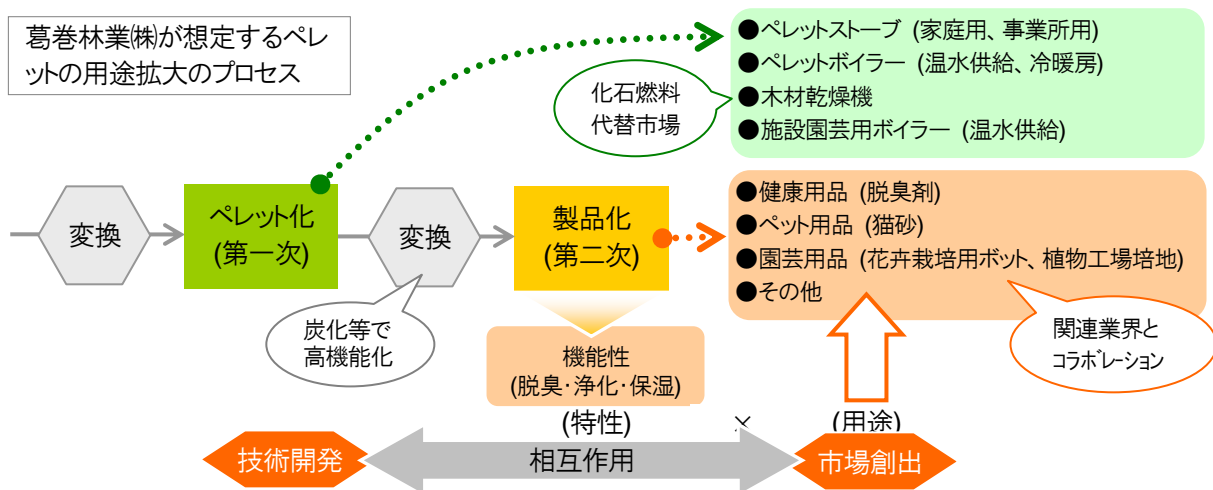 葛巻林業㈱が想定するペレ
ットの用途拡大のプロセス
●ペレットストーブ (家庭用、事業所用)
●ペレットボイラー (温水供給、冷暖房)
●木材乾燥機
●施設園芸用ボイラー (温水供給)
化石燃料
代替市場
変換
ペレット化
(第一次)
変換
製品化
(第二次)
●健康用品 (脱臭剤)
●ペット用品 (猫砂)
●園芸用品 (花卉栽培用ボット、植物工場培地)
●その他
炭化等で
高機能化
機能性
(脱臭・浄化・保湿)
関連業界と
コラボレーション
(特性) × (用途)
技術開発
相互作用
市場創出